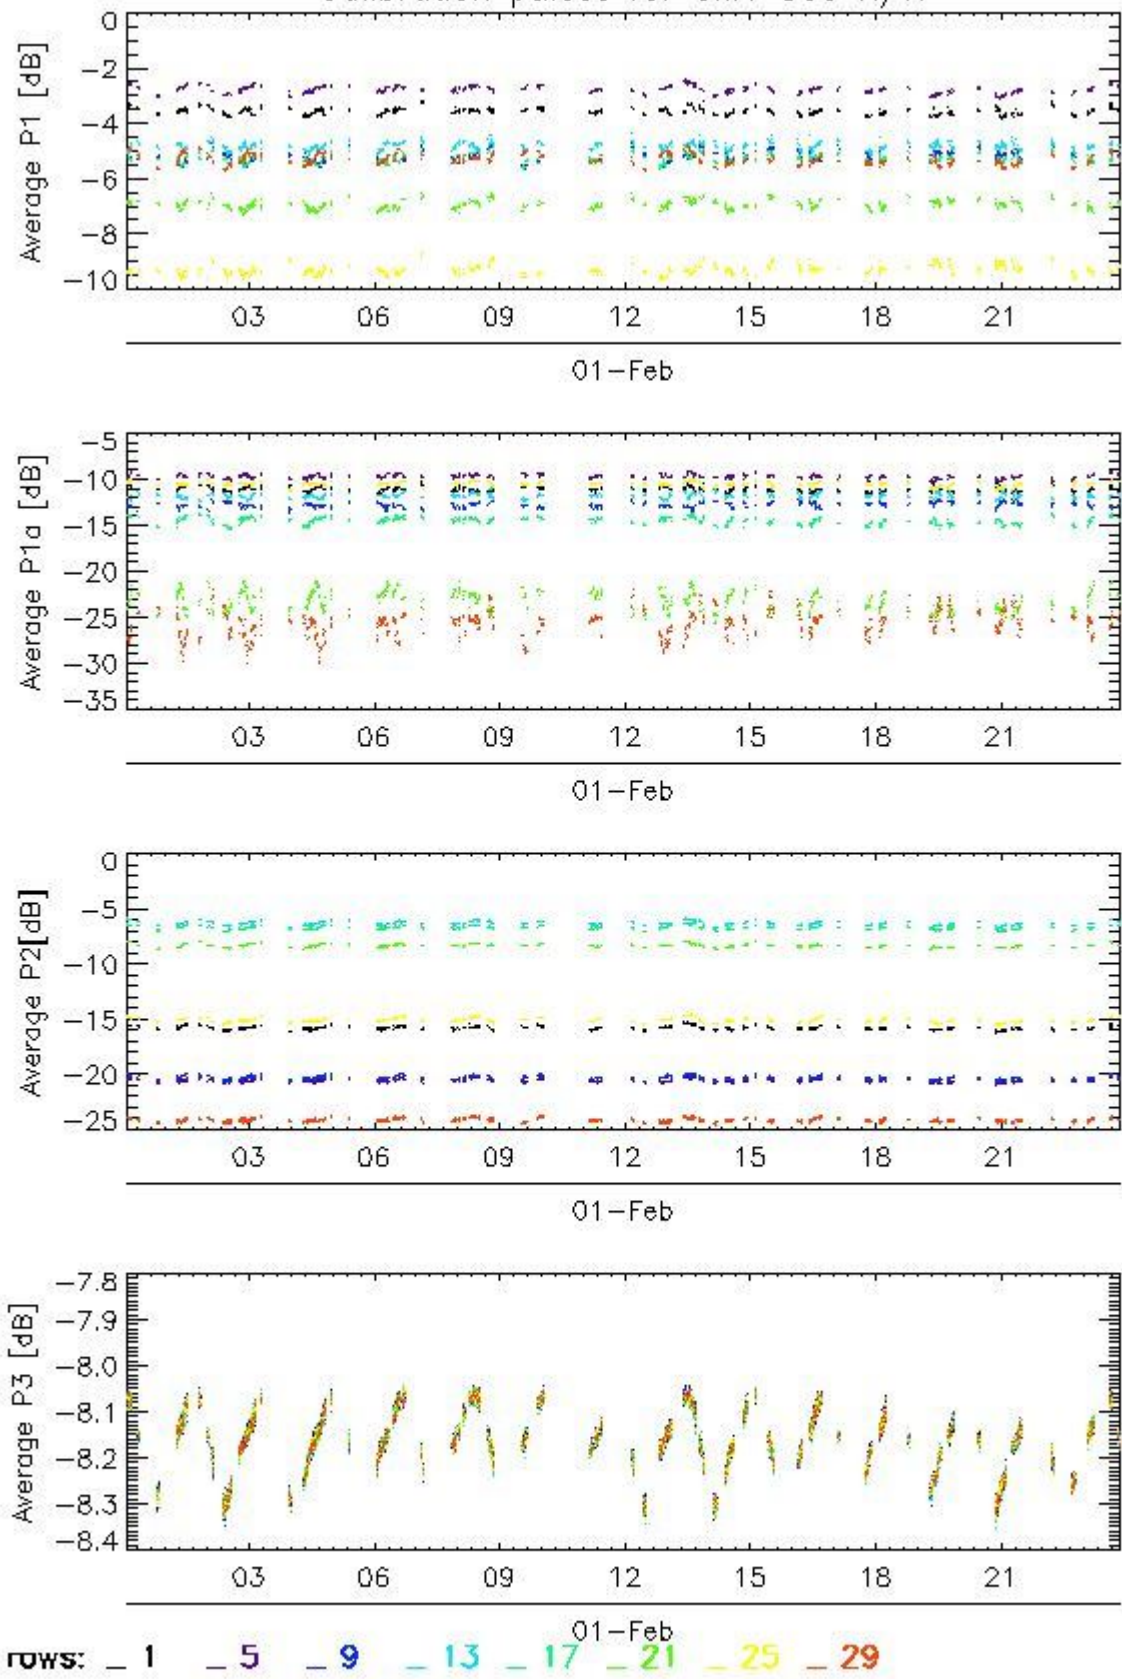 0
-2
-4
-6
-8
-10
Average P1 [dB]
03 06 09 12 15 18 21
01-Feb
-5
-10
-15
-20
-25
-30
-35
Average P1a [dB]
03 06 09 12 15 18 21
01-Feb
0
-5
-10
-15
-20
-25
Average P2[dB]
03 06 09 12 15 18 21
01-Feb
-7.8
-7.9
-8.0
-8.1
-8.2
-8.3
-8.4
Average P3 [dB]
03 06 09 12 15 18 21
01-Feb
rows: _ 1 _ 5 _ 9 _ 13 _ 17 _ 21 _ 25 _ 29